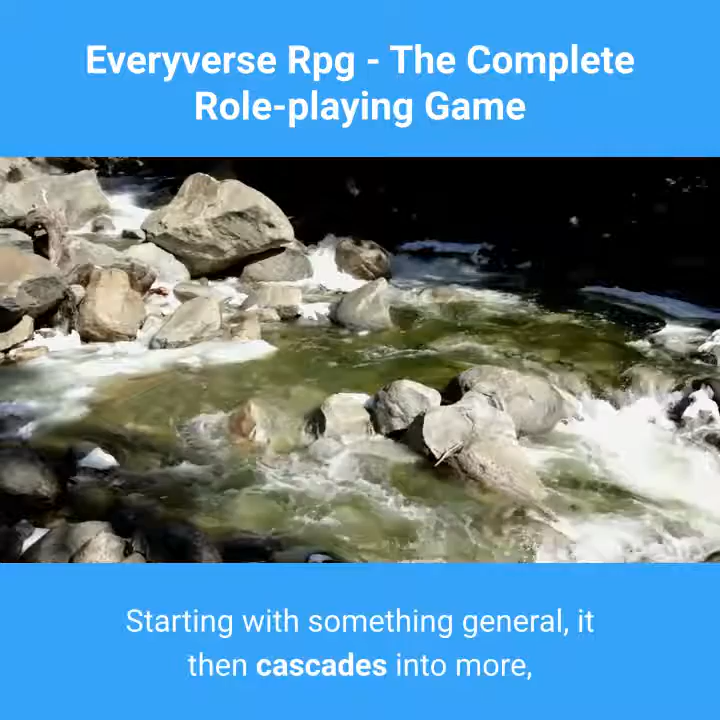 Everyverse Rpg - The Complete
Role-playing Game
Starting with something general, it
then cascades into more,